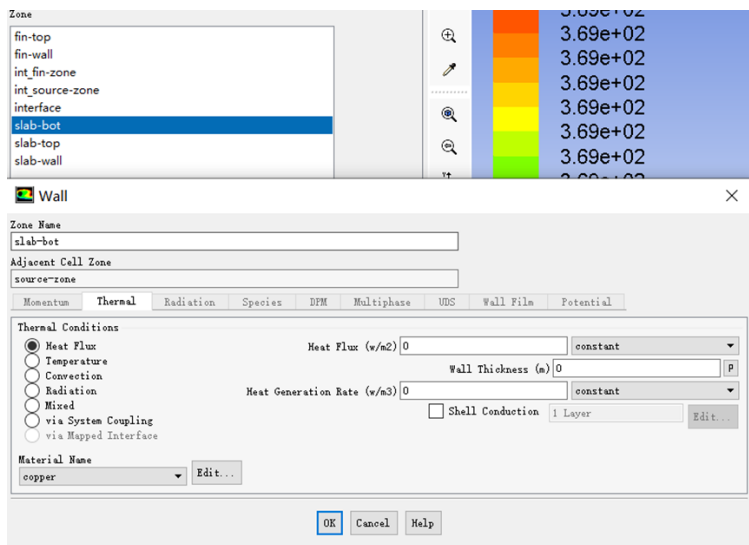 Zone
fin-top
fin-wall
int_fin-zone
int_source-zone
interface
slab-bot
slab-top
slab-wall
3.69e+02
3.69e+02
3.69e+02
3.69e+02
3.69e+02
3.69e+02
3.69e+02
Wall
Zone Name
slab-bot
Adjacent Cell Zone
source-zone
Momentum Thermal Radiation Species DPM Multiphase UDS Wall Film Potential
Thermal Conditions
Heat Flux
Temperature
Convection
Radiation
Mixed
via System Coupling
via Mapped Interface
Heat Flux (w/m2) 0 constant
Wall Thickness (m) 0 P
Heat Generation Rate (w/m3) 0 constant
Shell Conduction 1 Layer Edit...
Material Name
copper Edit...
OK Cancel Help